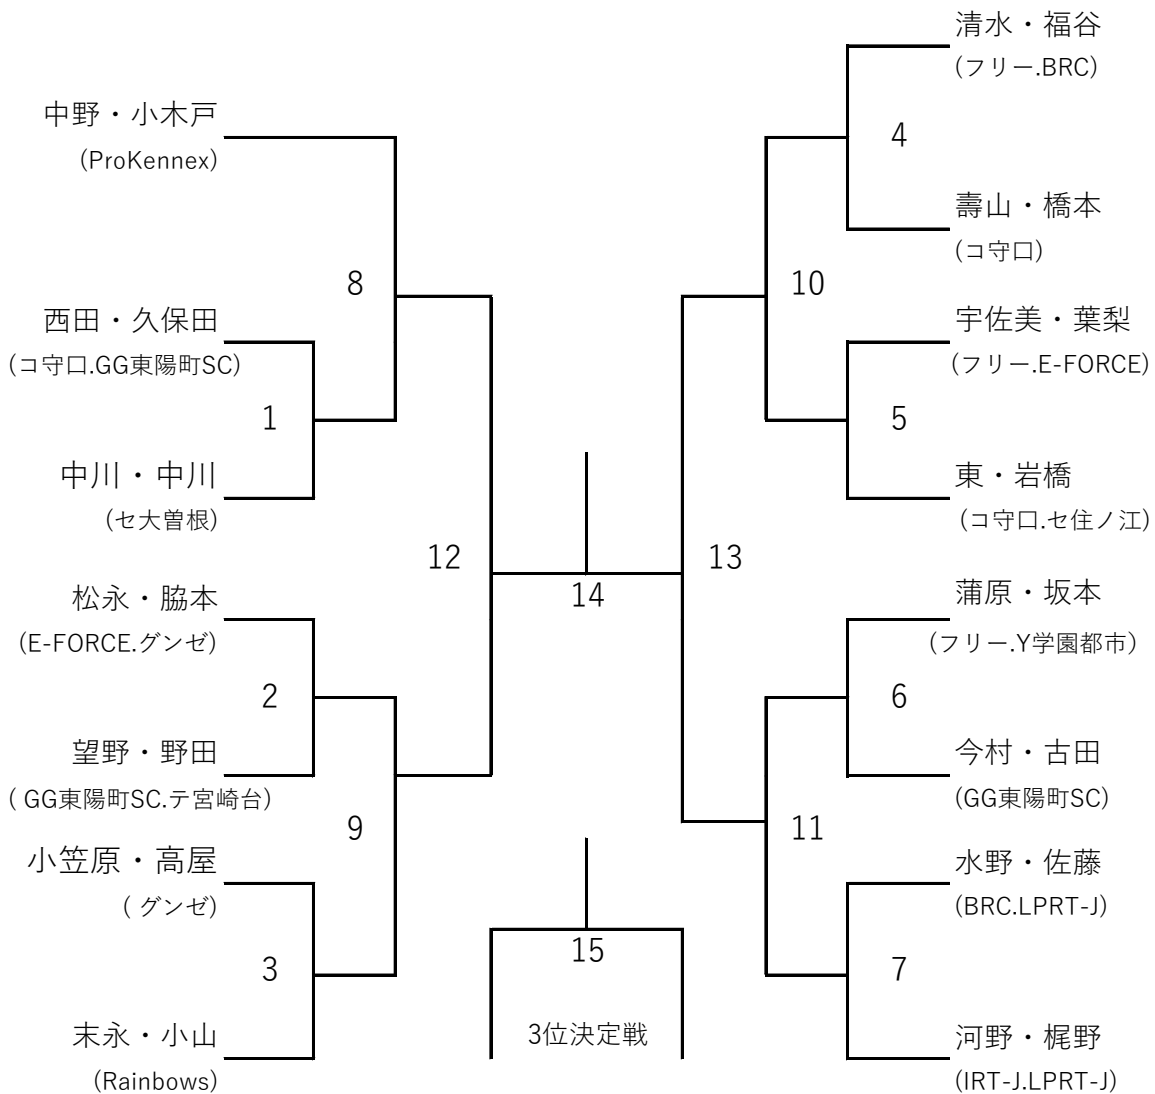 中野・小木戸
(ProKennex)
8
西田・久保田
(コ守口.GG東陽町SC)
1
中川・中川
(セ大曽根)
12
松永・脇本
(E-FORCE.グンゼ)
2
望野・野田
( GG東陽町SC.テ宮崎台)
9
小笠原・高屋
( グンゼ)
3
末永・小山
(Rainbows)
14
15
3位決定戦
清水・福谷
(フリー.BRC)
4
壽山・橋本
(コ守口)
10
宇佐美・葉梨
(フリー.E-FORCE)
5
東・岩橋
(コ守口.セ住ノ江)
13
蒲原・坂本
(フリー.Y学園都市）
6
今村・古田
(GG東陽町SC)
11
水野・佐藤
(BRC.LPRT-J)
7
河野・梶野
(IRT-J.LPRT-J)